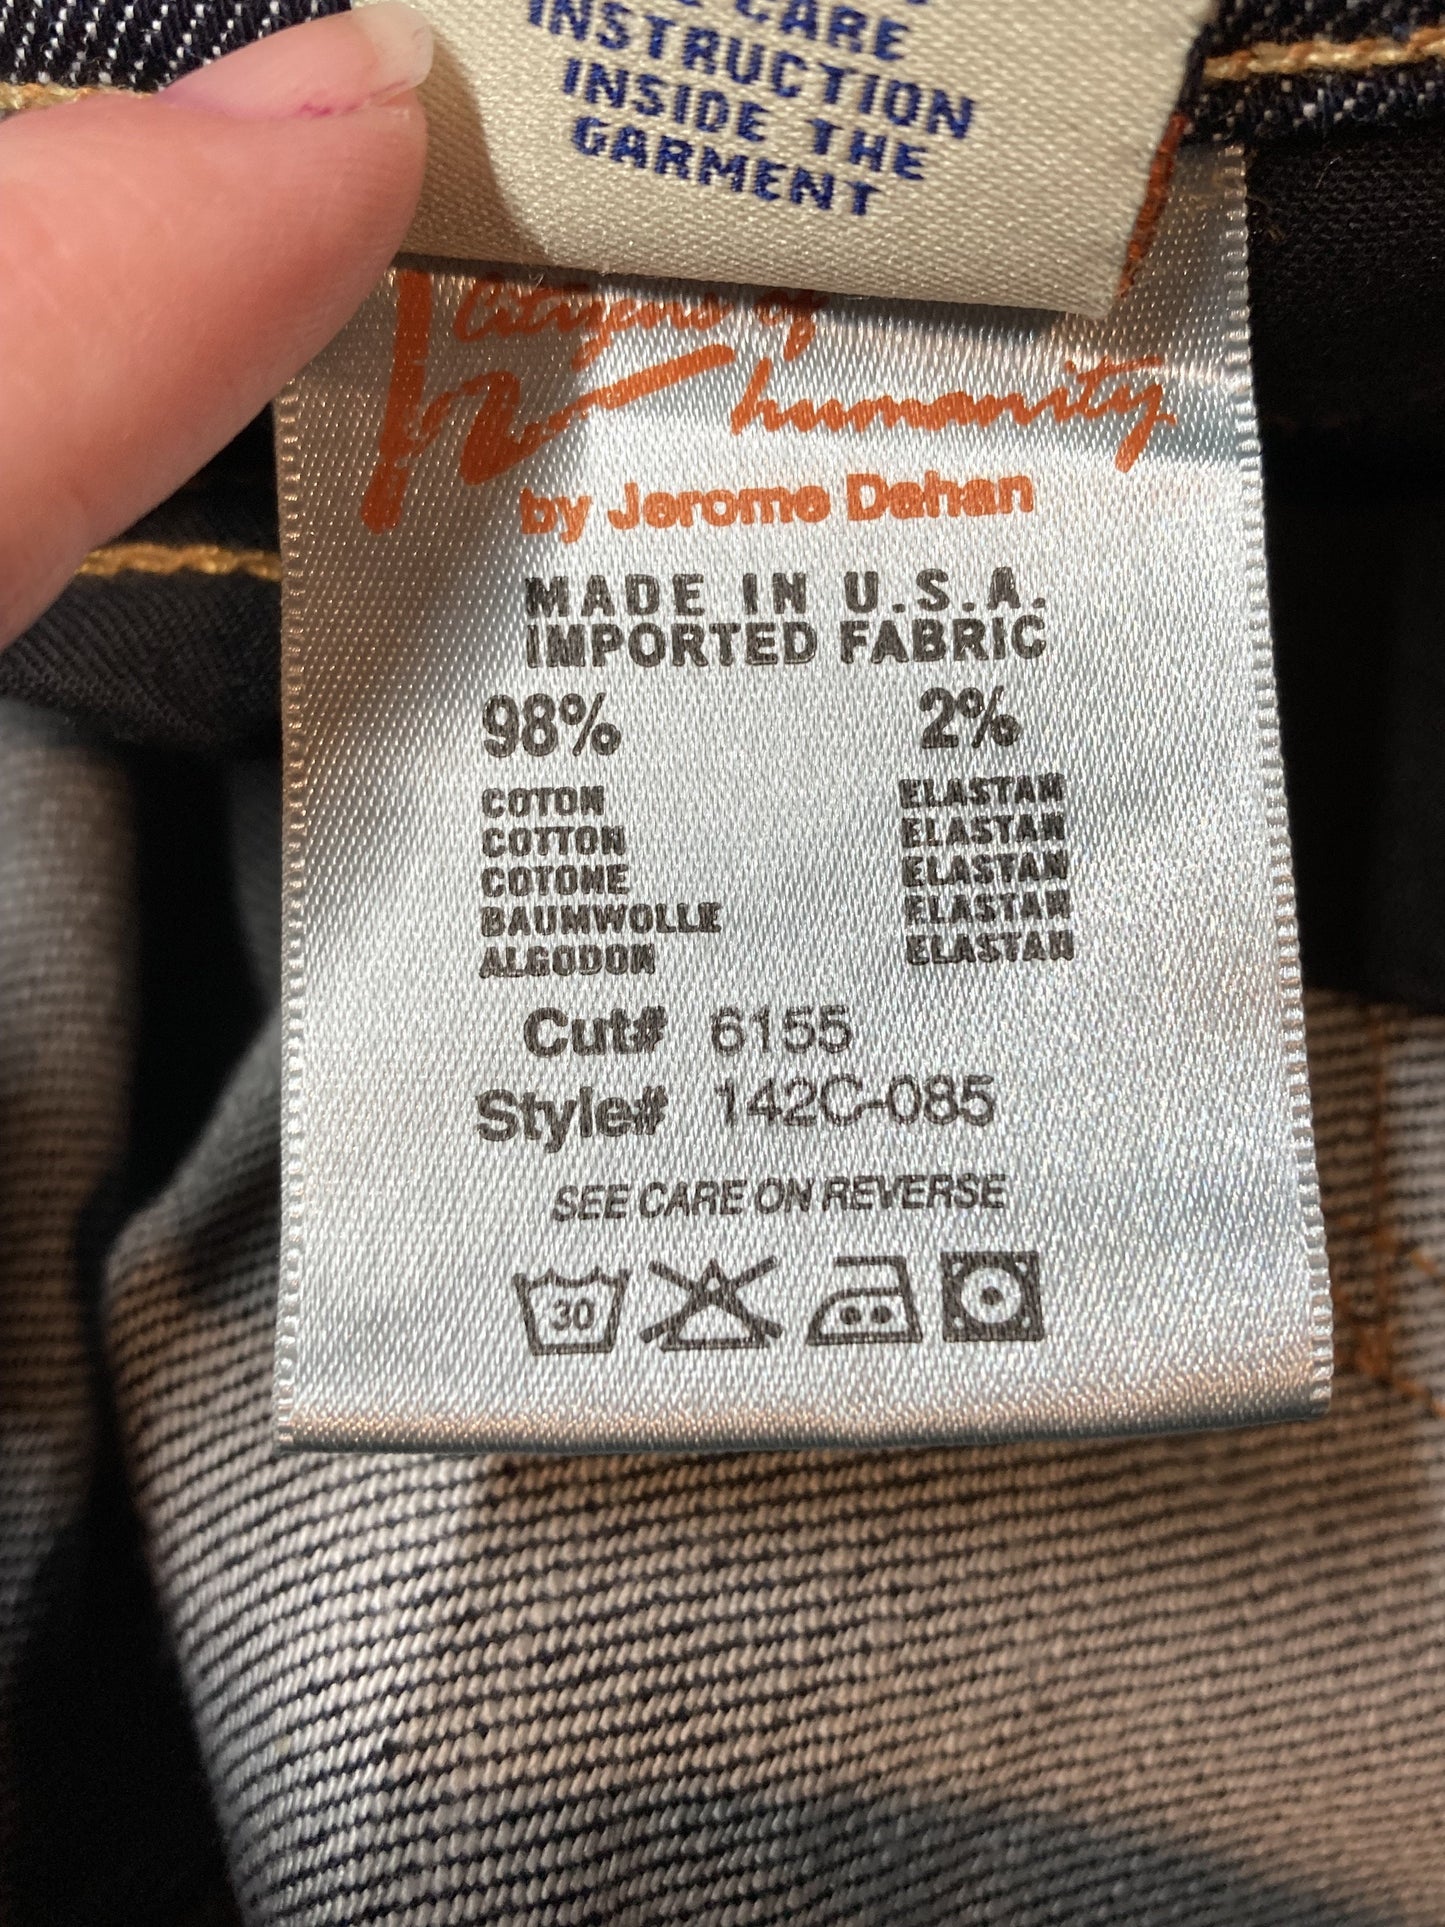 CARE
INSTRUCTION
INSIDE THE
GARMENT
Citizens of
humanity
by Jerome Dahan
MADE IN U.S.A.
IMPORTED FABRIC
98% 2%
COTON ELASTAN
COTTON ELASTAN
COTONE ELASTAN
BAUMWOLLE ELASTAN
ALGODON ELASTAN
Cut# 6155
Style# 142C-085
SEE CARE ON REVERSE
30